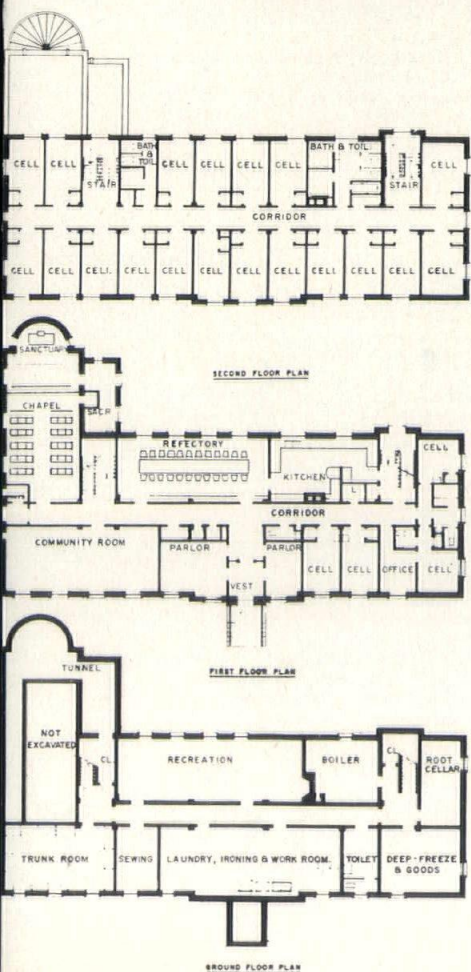 BATH
&
TOIL.
BATH & TOIL.
CELL CELL CELL CELL CELL CELL CELL
STAIR STAIR
CORRIDOR
CELL CELL CELL CELL CELL CELL CELL CELL CELL CELL CELL CELL
SECOND FLOOR PLAN
SANCTUARY
CHAPEL
SACR.
REFECTORY
CELL
KITCHEN
L
CORRIDOR
COMMUNITY ROOM
PARLOR
PARLOR
CELL CELL OFFICE CELL
VEST
FIRST FLOOR PLAN
TUNNEL
NOT
EXCAVATED
CL.
RECREATION
BOILER
CL
ROOT
CELLAR
TRUNK ROOM
SEWING
LAUNDRY, IRONING & WORK ROOM.
TOILET
DEEP-FREEZE
& GOODS
GROUND FLOOR PLAN